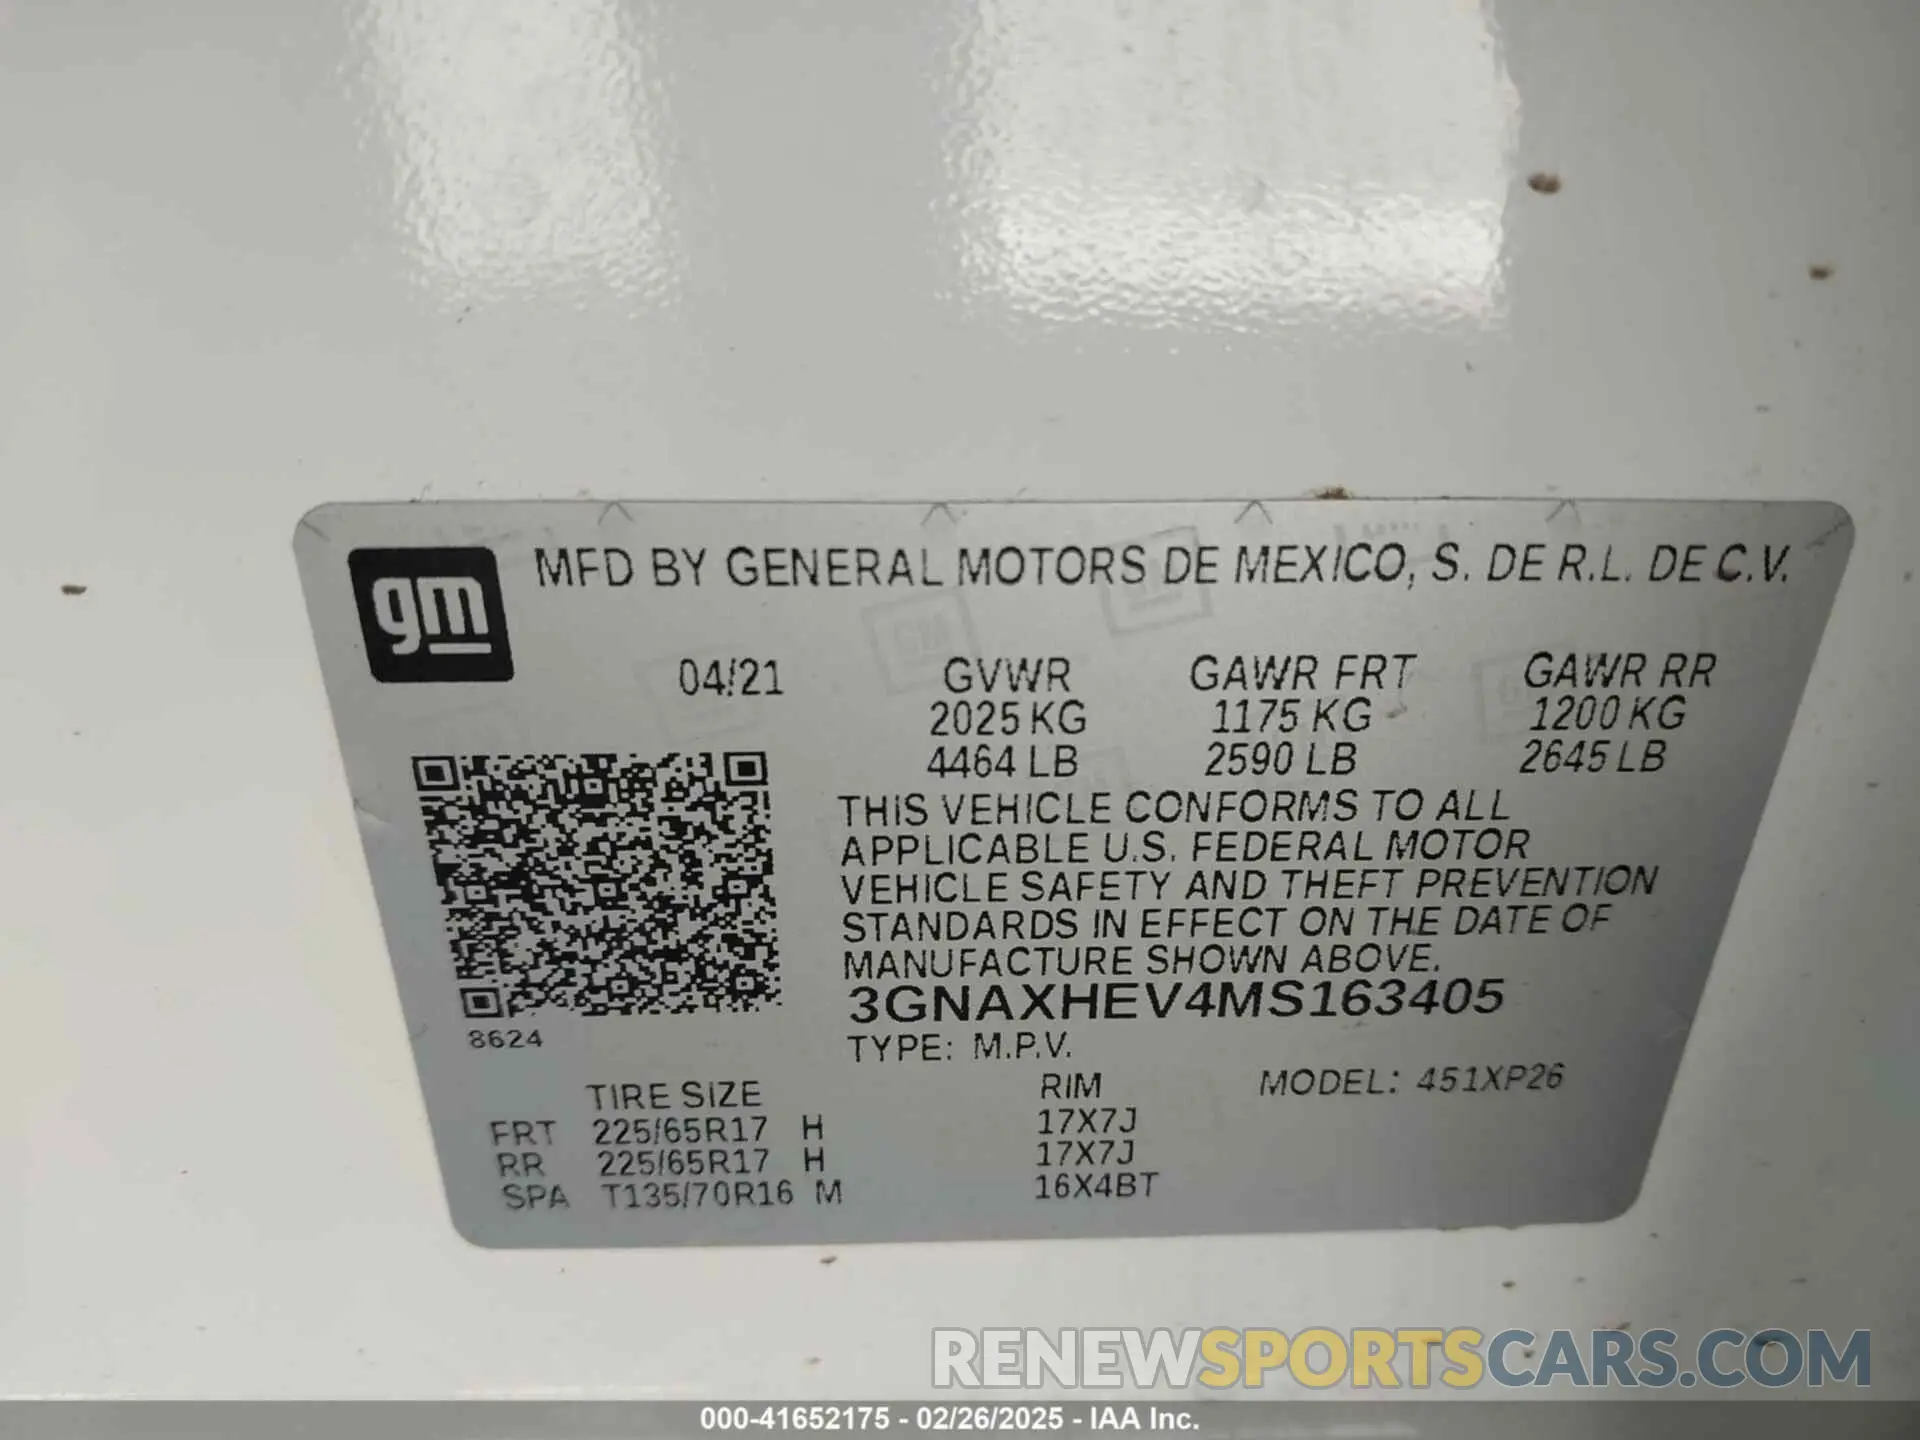 gm
MFD BY GENERAL MOTORS DE MEXICO, S. DE R.L. DE C.V.
04/21 GVWR GAWR FRT GAWR RR
2025 KG 1175 KG 1200 KG
4464 LB 2590 LB 2645 LB
THIS VEHICLE CONFORMS TO ALL
APPLICABLE U.S. FEDERAL MOTOR
VEHICLE SAFETY AND THEFT PREVENTION
STANDARDS IN EFFECT ON THE DATE OF
MANUFACTURE SHOWN ABOVE.
3GNAXHEV4MS163405
8624
TYPE: M.P.V.
TIRE SIZE RIM MODEL: 451XP26
FRT 225/65R17 H 17X7J
RR 225/65R17 H 17X7J
SPA T135/70R16 M 16X4BT
RENEWSPORTSCARS.COM
000-41652175 - 02/26/2025 - IAA Inc.